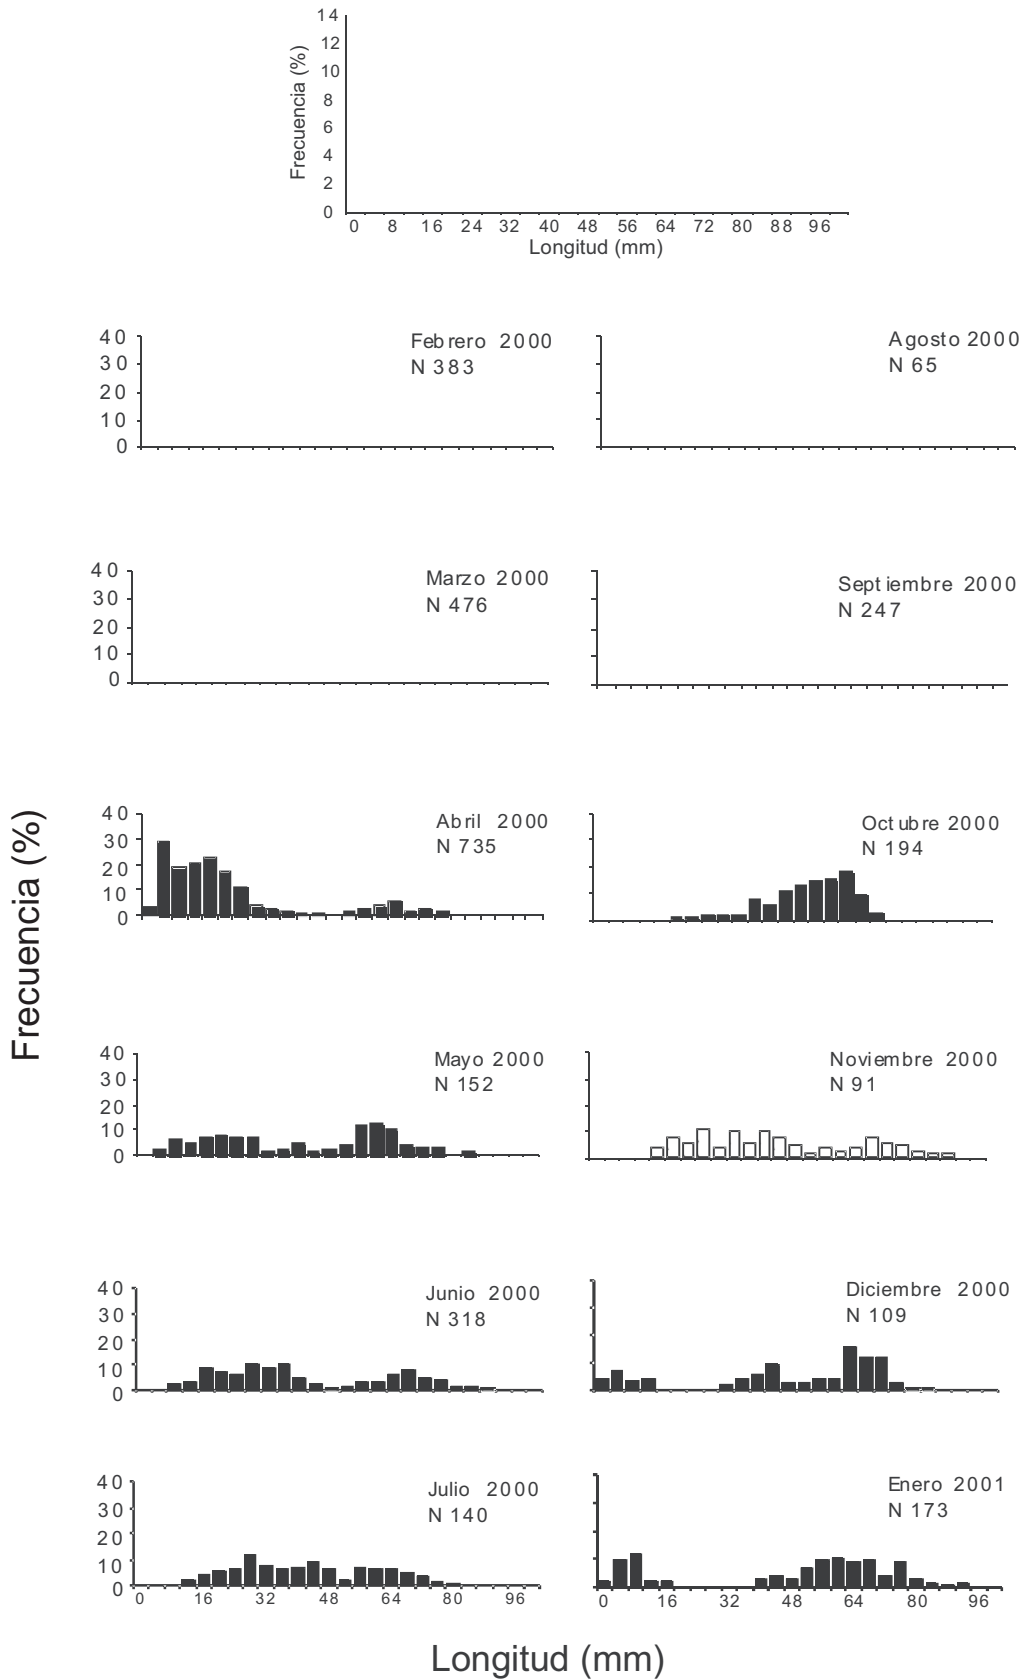 14
12
10
8
6
4
2
0
Frecuencia (%)
0 8 16 24 32 40 48 56 64 72 80 88 96
Longitud (mm)
40
30
20
10
0
Febrero 2000
N 383
Agosto 2000
N 65
40
30
20
10
0
Marzo 2000
N 476
Septiembre 2000
N 247
Frecuencia (%)
40
30
20
10
0
Abril 2000
N 735
Octubre 2000
N 194
40
30
20
10
0
Mayo 2000
N 152
Noviembre 2000
N 91
40
30
20
10
0
Junio 2000
N 318
Diciembre 2000
N 109
40
30
20
10
0
Julio 2000
N 140
0 16 32 48 64 80 96
Enero 2001
N 173
0 16 32 48 64 80 96
Longitud (mm)